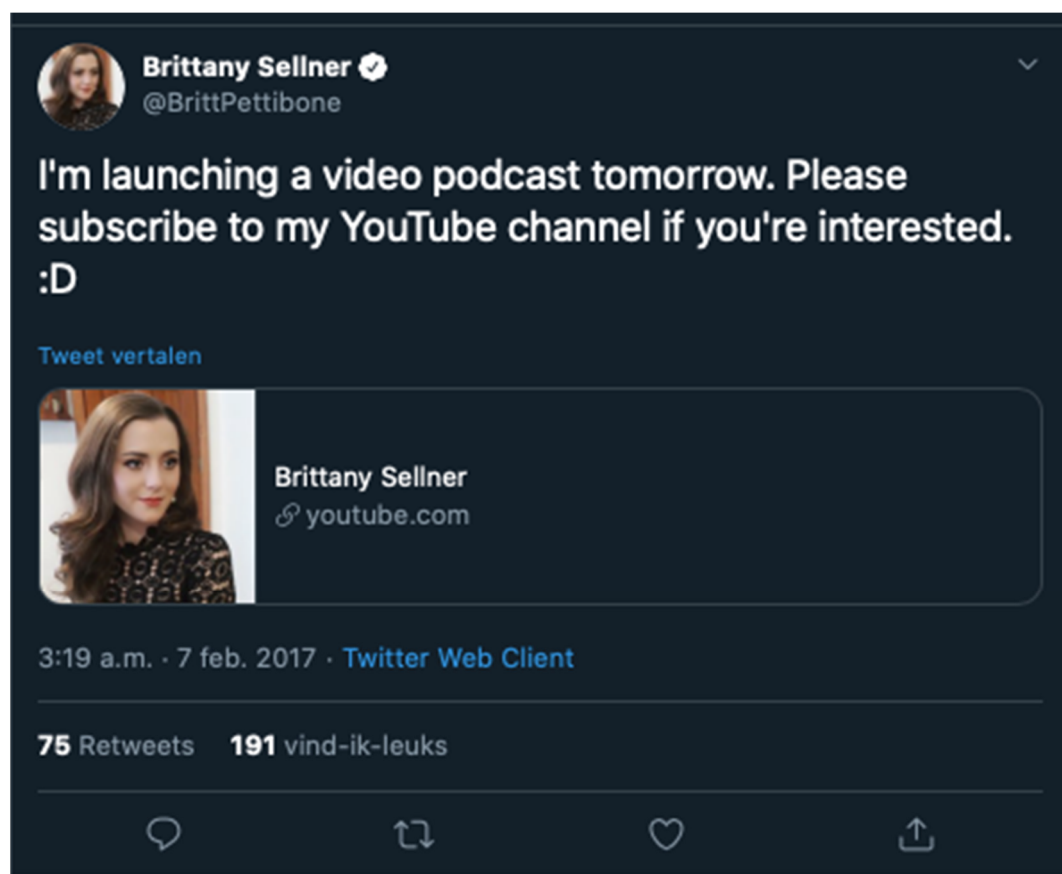 Brittany Sellner
@BrittPettibone
I'm launching a video podcast tomorrow. Please
subscribe to my YouTube channel if you're interested.
:D
Tweet vertalen
Brittany Sellner
youtube.com
3:19 a.m. · 7 feb. 2017 · Twitter Web Client
75 Retweets 191 vind-ik-leuks